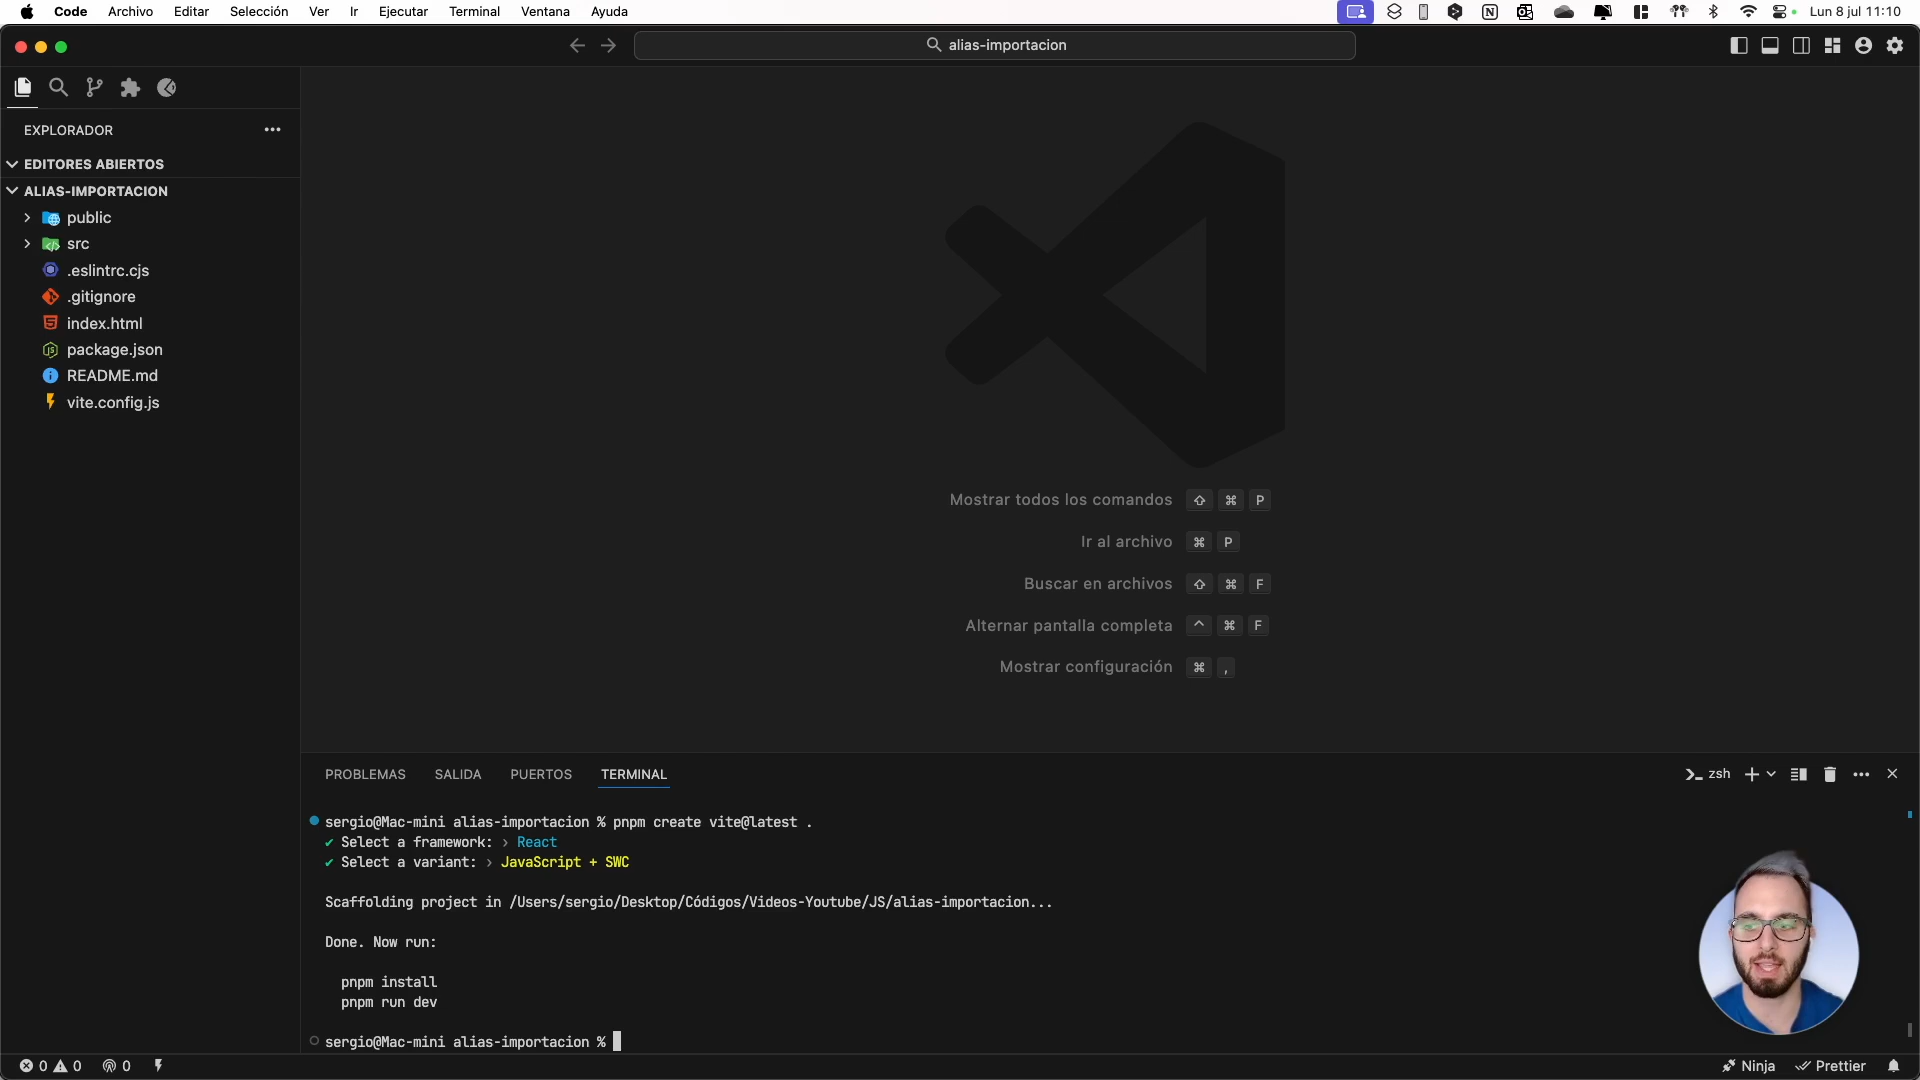 Code Archivo Editar Selección Ver Ir Ejecutar Terminal Ventana Ayuda Lun 8 jul 11:10
alias-importacion
EXPLORADOR
EDITORES ABIERTOS
ALIAS-IMPORTACION
public
src
.eslintrc.cjs
.gitignore
index.html
package.json
README.md
vite.config.js
Mostrar todos los comandos ⇧ ⌘ P
Ir al archivo ⌘ P
Buscar en archivos ⇧ ⌘ F
Alternar pantalla completa ^ ⌘ F
Mostrar configuración ⌘ ,
PROBLEMAS SALIDA PUERTOS TERMINAL zsh
sergio@Mac-mini alias-importacion % pnpm create vite@latest .
✔ Select a framework: › React
✔ Select a variant: › JavaScript + SWC
Scaffolding project in /Users/sergio/Desktop/Códigos/Videos-Youtube/JS/alias-importacion...
Done. Now run:
pnpm install
pnpm run dev
sergio@Mac-mini alias-importacion %
0 0 0 Ninja Prettier